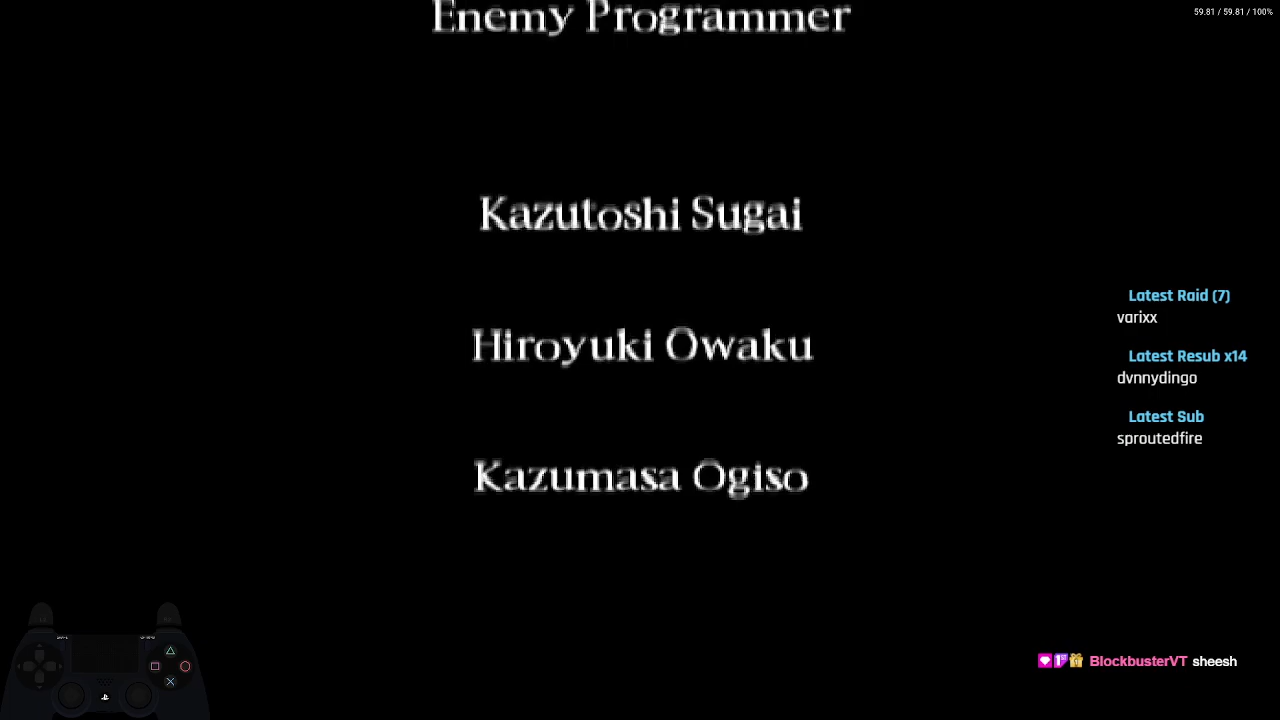 Enemy Programmer
59.81 / 59.81 / 100%
Kazutoshi Sugai
Hiroyuki Owaku
Kazumasa Ogiso
Latest Raid (7)
varixx
Latest Resub x14
dvnnydingo
Latest Sub
sproutedfire
BlockbusterVT sheesh